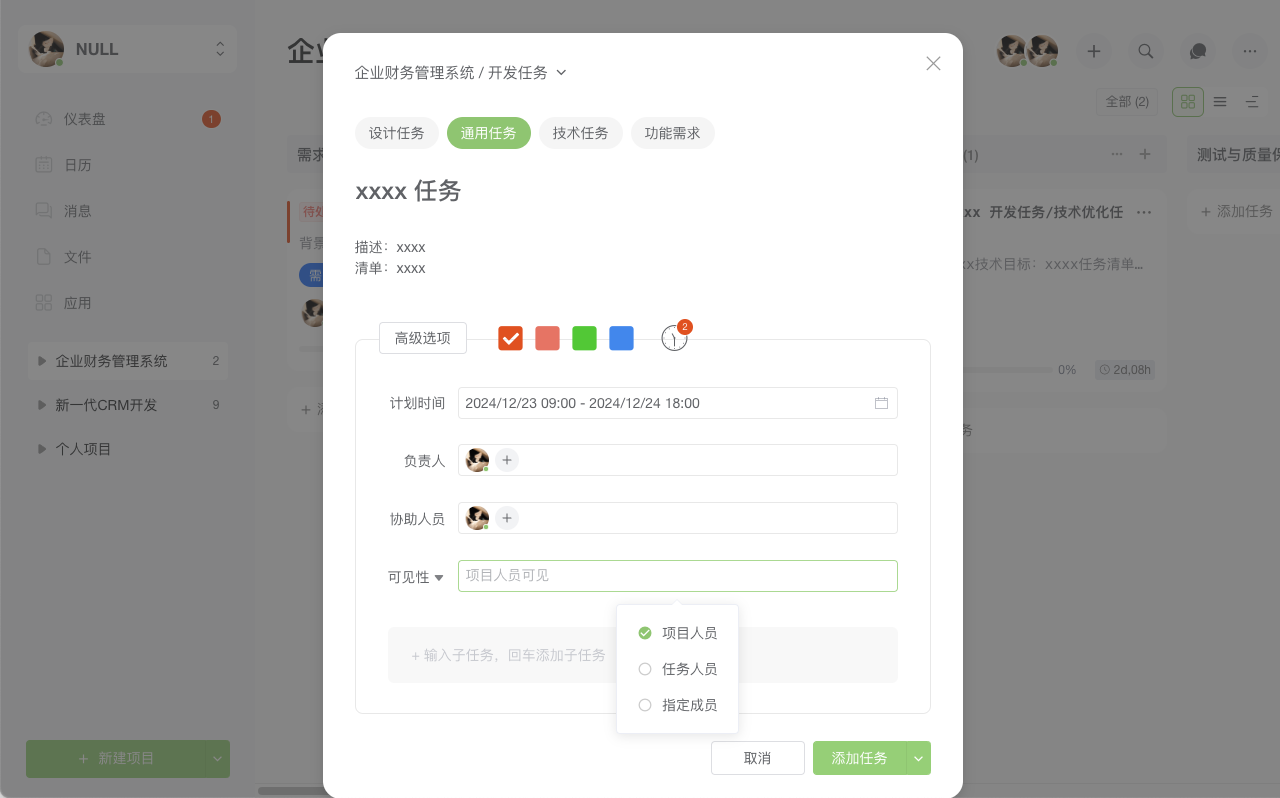 NULL
仪表盘
1
日历
消息
文件
应用
企业财务管理系统
2
新一代CRM开发
9
个人项目
+ 新建项目
企业
全部 (2)
需求
待处
背景
需
+
(1)
xx 开发任务/技术优化任
xx技术目标：xxxx任务清单...
0%
2d,08h
务
测试与质量保
+ 添加任务
企业财务管理系统 / 开发任务
设计任务
通用任务
技术任务
功能需求
xxxx 任务
描述：xxxx
清单：xxxx
高级选项
2
计划时间
2024/12/23 09:00 - 2024/12/24 18:00
负责人
协助人员
可见性
项目人员可见
+ 输入子任务，回车添加子任务
项目人员
任务人员
指定成员
取消
添加任务